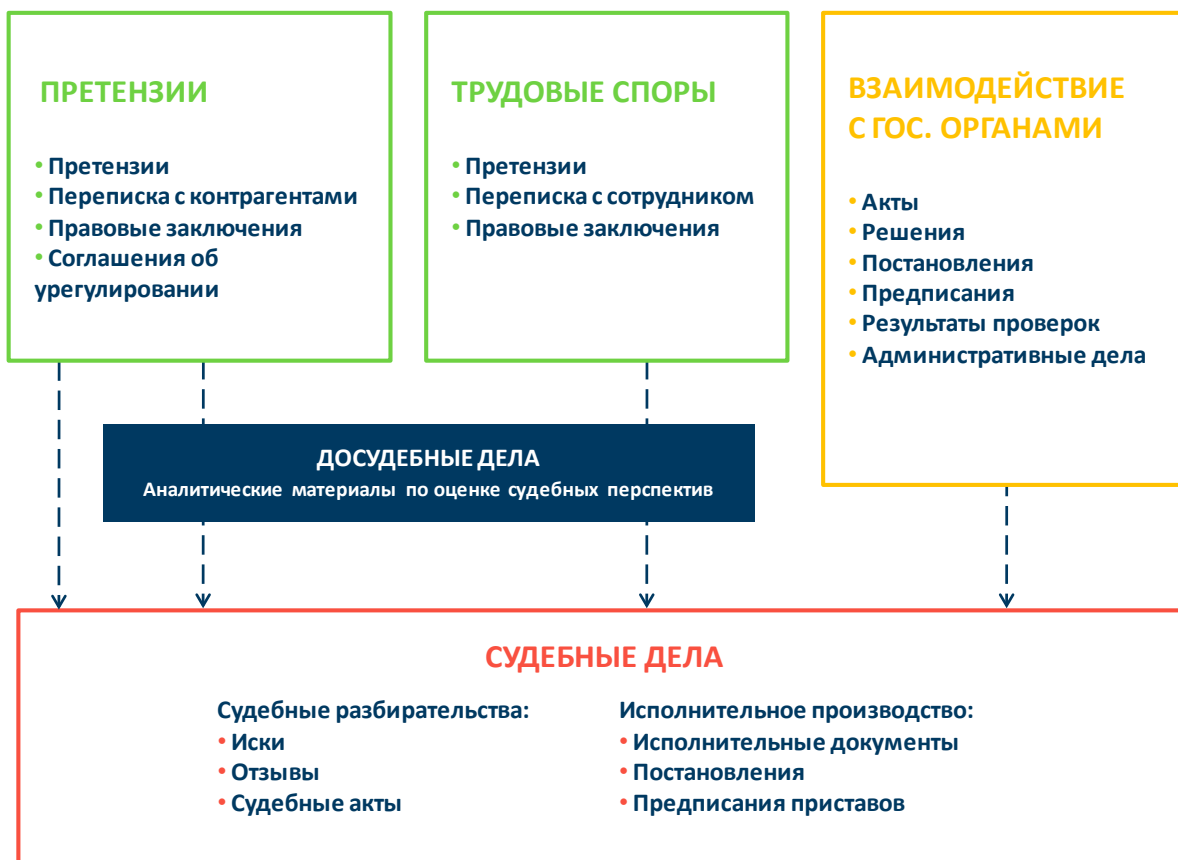 ПРЕТЕНЗИИ
• Претензии
• Переписка с контрагентами
• Правовые заключения
• Соглашения об
урегулировании
ТРУДОВЫЕ СПОРЫ
• Претензии
• Переписка с сотрудником
• Правовые заключения
ВЗАИМОДЕЙСТВИЕ
С ГОС. ОРГАНАМИ
• Акты
• Решения
• Постановления
• Предписания
• Результаты проверок
• Административные дела
ДОСУДЕБНЫЕ ДЕЛА
Аналитические материалы по оценке судебных перспектив
СУДЕБНЫЕ ДЕЛА
Судебные разбирательства:
• Иски
• Отзывы
• Судебные акты
Исполнительное производство:
• Исполнительные документы
• Постановления
• Предписания приставов